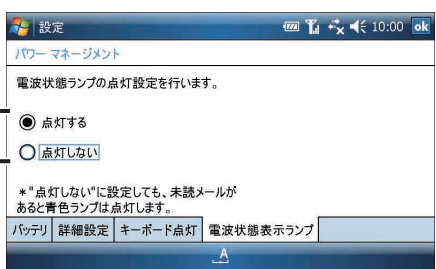 設定 10:00 ok
パワー マネージメント
電波状態ランプの点灯設定を行います。
点灯する
点灯しない
*"点灯しない"に設定しても、未読メールが
あると青色ランプは点灯します。
バッテリ 詳細設定 キーボード点灯 電波状態表示ランプ
A